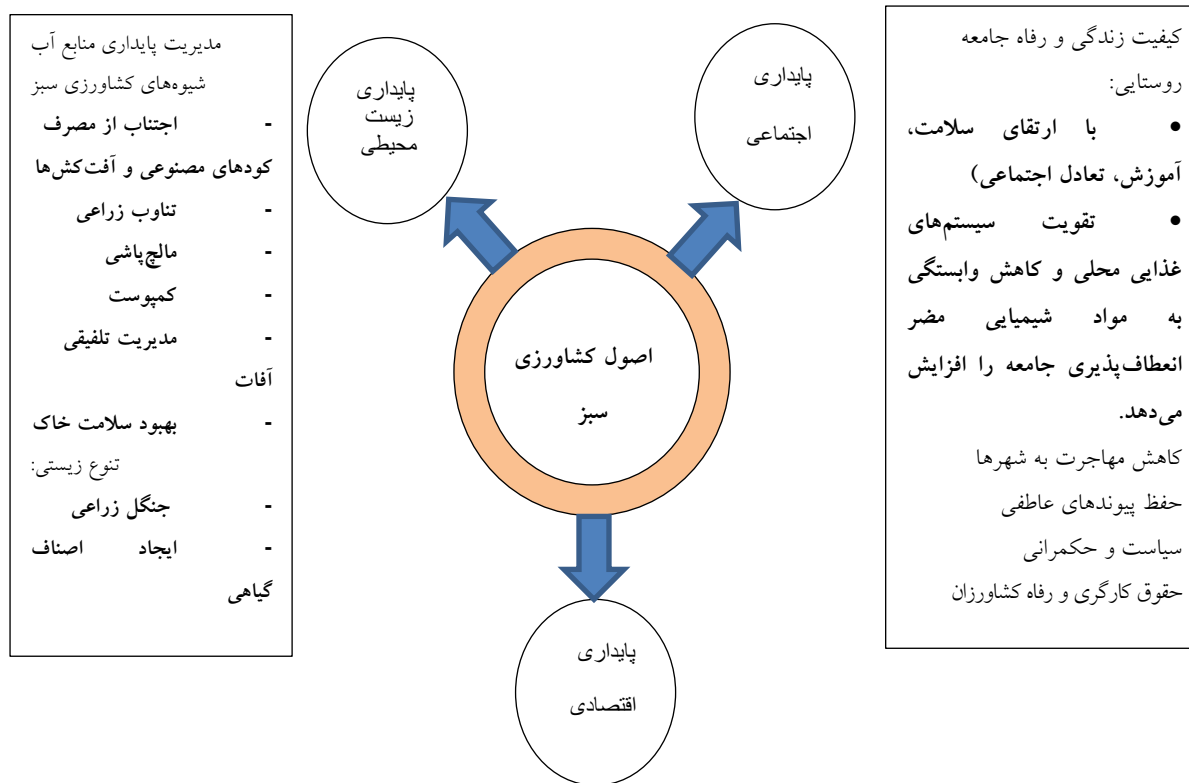 کیفیت زندگی و رفاه جامعه
روستایی:
• با ارتقای سلامت،
آموزش، تعادل اجتماعی)
• تقویت سیستم‌های
غذایی محلی و کاهش وابستگی
به مواد شیمیایی مضر
انعطاف‌پذیری جامعه را افزایش
می‌دهد.
کاهش مهاجرت به شهرها
حفظ پیوندهای عاطفی
سیاست و حکمرانی
حقوق کارگری و رفاه کشاورزان
پایداری
اجتماعی
پایداری
زیست
محیطی
اصول کشاورزی
سبز
پایداری
اقتصادی
مدیریت پایداری منابع آب
شیوه‌های کشاورزی سبز
- اجتناب از مصرف
کودهای مصنوعی و آفت‌کش‌ها
- تناوب زراعی
- مالچ‌پاشی
- کمپوست
- مدیریت تلفیقی
آفات
- بهبود سلامت خاک
تنوع زیستی:
- جنگل زراعی
- ایجاد اصناف
گیاهی